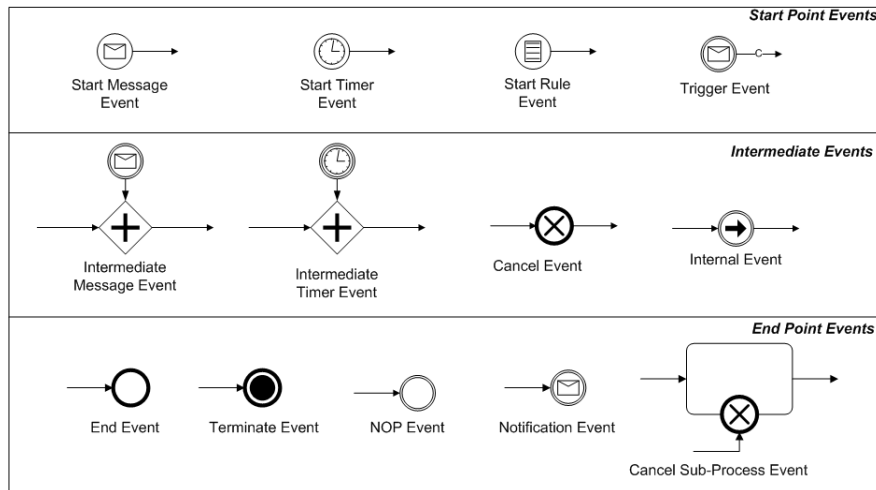 Start Point Events
Start Message
Event
Start Timer
Event
Start Rule
Event
C
Trigger Event
Intermediate Events
Intermediate
Message Event
Intermediate
Timer Event
Cancel Event
Internal Event
End Point Events
End Event
Terminate Event
NOP Event
Notification Event
Cancel Sub-Process Event